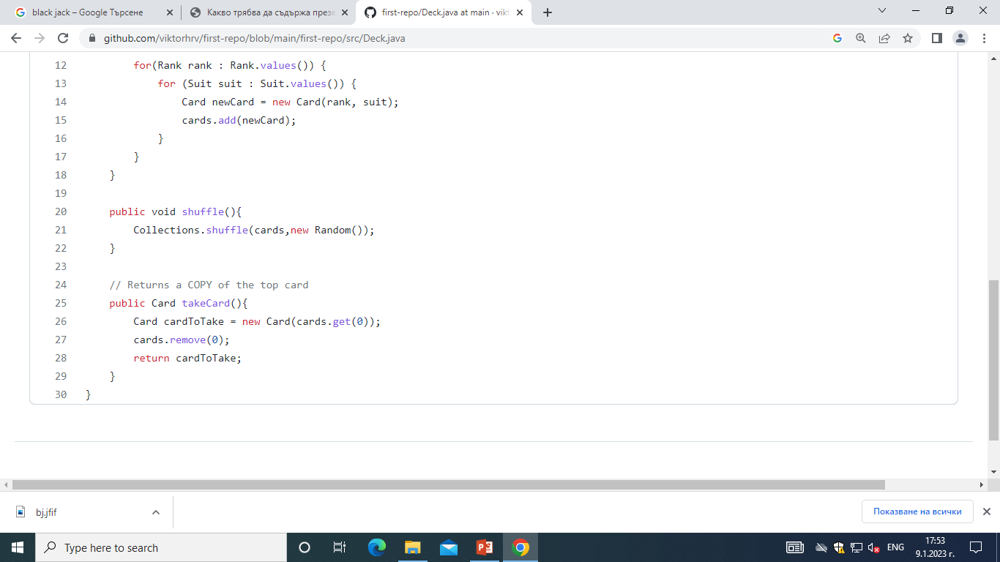 black jack – Google Търсене
Какво трябва да съдържа презе
first-repo/Deck.java at main · vikt
github.com/viktorhrv/first-repo/blob/main/first-repo/src/Deck.java
12 for(Rank rank : Rank.values()) {
13 for (Suit suit : Suit.values()) {
14 Card newCard = new Card(rank, suit);
15 cards.add(newCard);
16 }
17 }
18 }
19
20 public void shuffle(){
21 Collections.shuffle(cards,new Random());
22 }
23
24 // Returns a COPY of the top card
25 public Card takeCard(){
26 Card cardToTake = new Card(cards.get(0));
27 cards.remove(0);
28 return cardToTake;
29 }
30 }
bj.jfif
Показване на всички
Type here to search
ENG
17:53
9.1.2023 г.